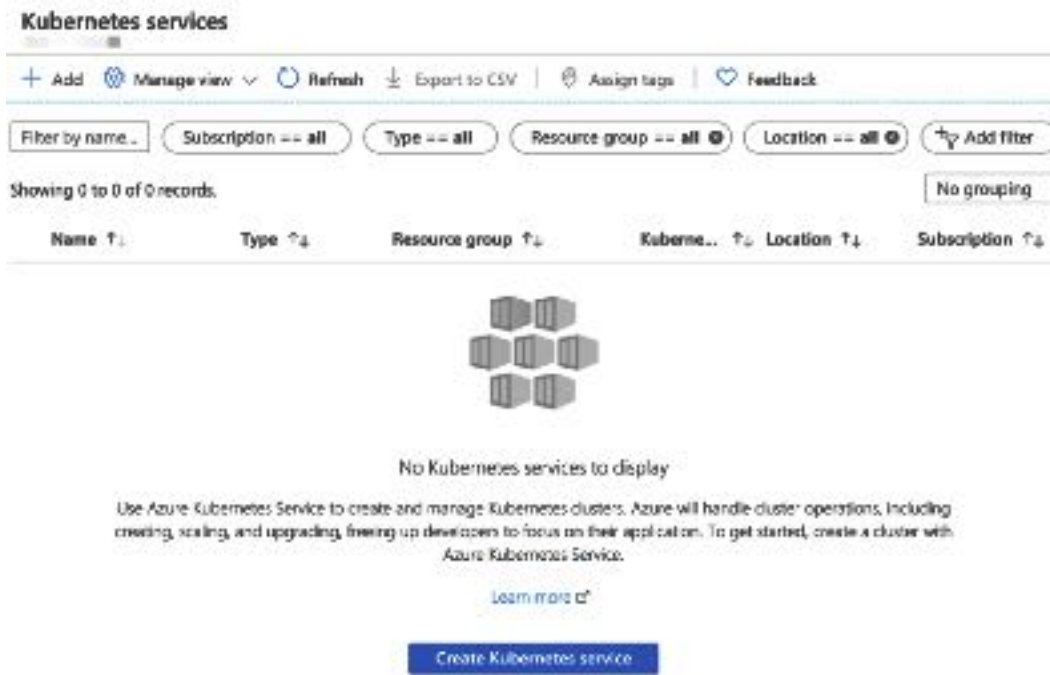 Kubernetes services
+ Add Manage view Refresh Export to CSV | Assign tags | Feedback
Filter by name... Subscription == all Type == all Resource group == all Location == all Add filter
Showing 0 to 0 of 0 records.
No grouping
Name ↑↓ Type ↑↓ Resource group ↑↓ Kuberne... ↑↓ Location ↑↓ Subscription ↑↓
No Kubernetes services to display
Use Azure Kubernetes Service to create and manage Kubernetes clusters. Azure will handle cluster operations, including
creating, scaling, and upgrading, freeing up developers to focus on their application. To get started, create a cluster with
Azure Kubernetes Service.
Learn more
Create Kubernetes service